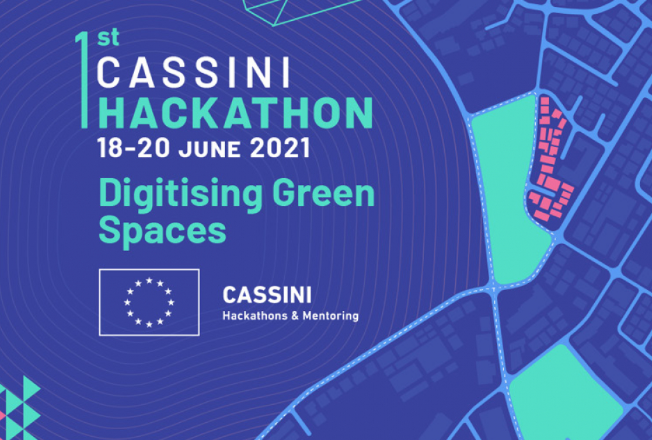 1st
CASSINI
HACKATHON
18-20 JUNE 2021
Digitising Green
Spaces
CASSINI
Hackathons & Mentoring